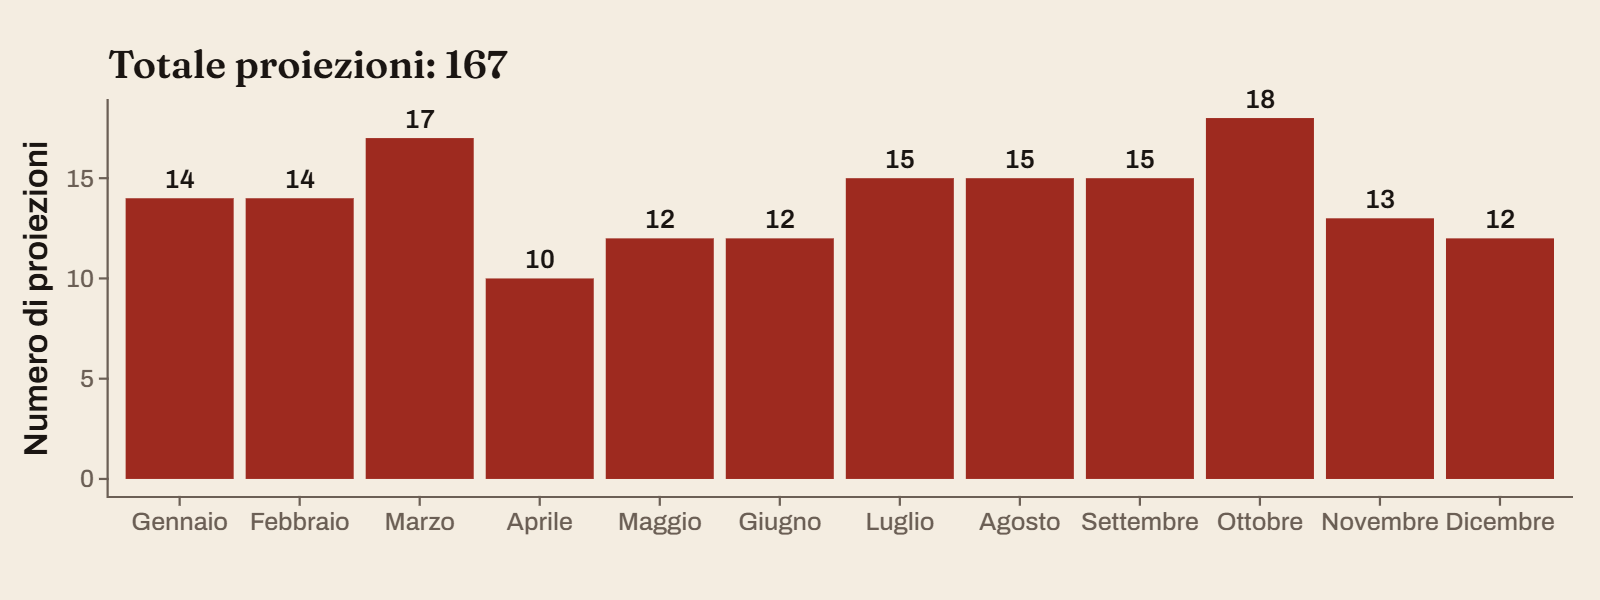 Totale proiezioni: 167
Numero di proiezioni
15
10
5
0
14
14
17
10
12
12
15
15
15
18
13
12
Gennaio
Febbraio
Marzo
Aprile
Maggio
Giugno
Luglio
Agosto
Settembre
Ottobre
Novembre
Dicembre